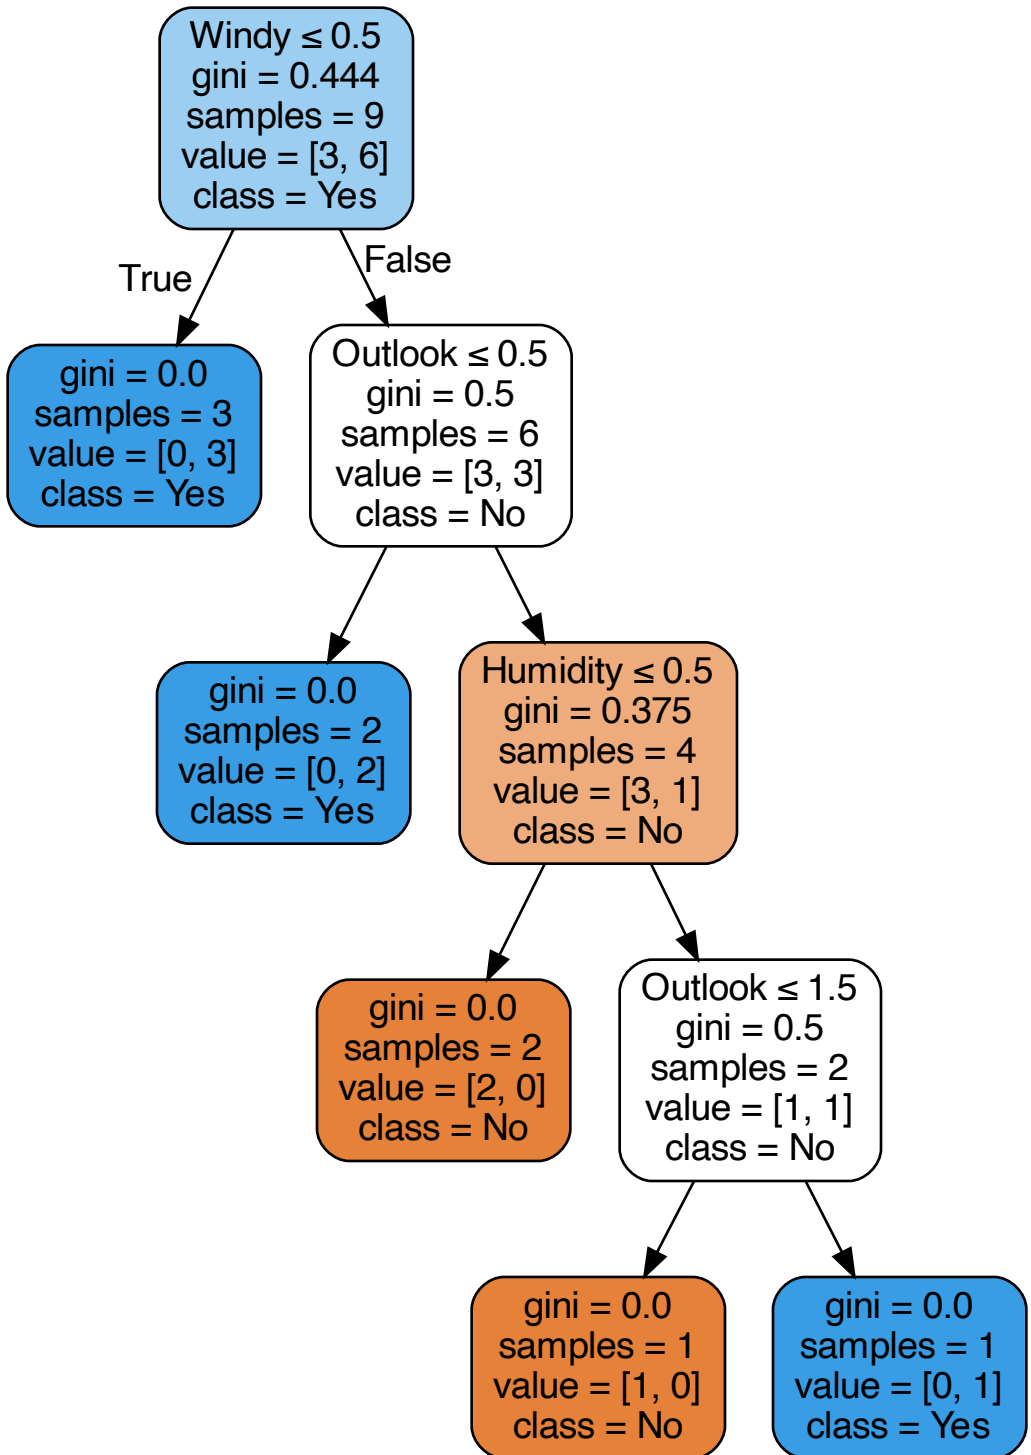 Windy ≤ 0.5
gini = 0.444
samples = 9
value = [3, 6]
class = Yes
True
False
gini = 0.0
samples = 3
value = [0, 3]
class = Yes
Outlook ≤ 0.5
gini = 0.5
samples = 6
value = [3, 3]
class = No
gini = 0.0
samples = 2
value = [0, 2]
class = Yes
Humidity ≤ 0.5
gini = 0.375
samples = 4
value = [3, 1]
class = No
gini = 0.0
samples = 2
value = [2, 0]
class = No
Outlook ≤ 1.5
gini = 0.5
samples = 2
value = [1, 1]
class = No
gini = 0.0
samples = 1
value = [1, 0]
class = No
gini = 0.0
samples = 1
value = [0, 1]
class = Yes